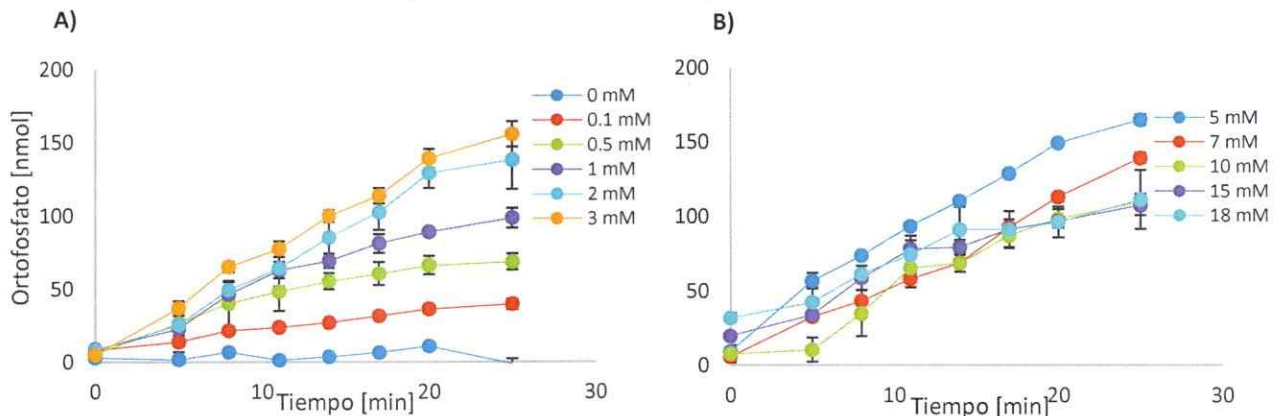 A)
200
150
100
50
0
Ortofosfato [nmol]
0
10
20
30
Tiempo [min]
0 mM
0.1 mM
0.5 mM
1 mM
2 mM
3 mM
B)
200
150
100
50
0
0
10
20
30
Tiempo [min]
5 mM
7 mM
10 mM
15 mM
18 mM